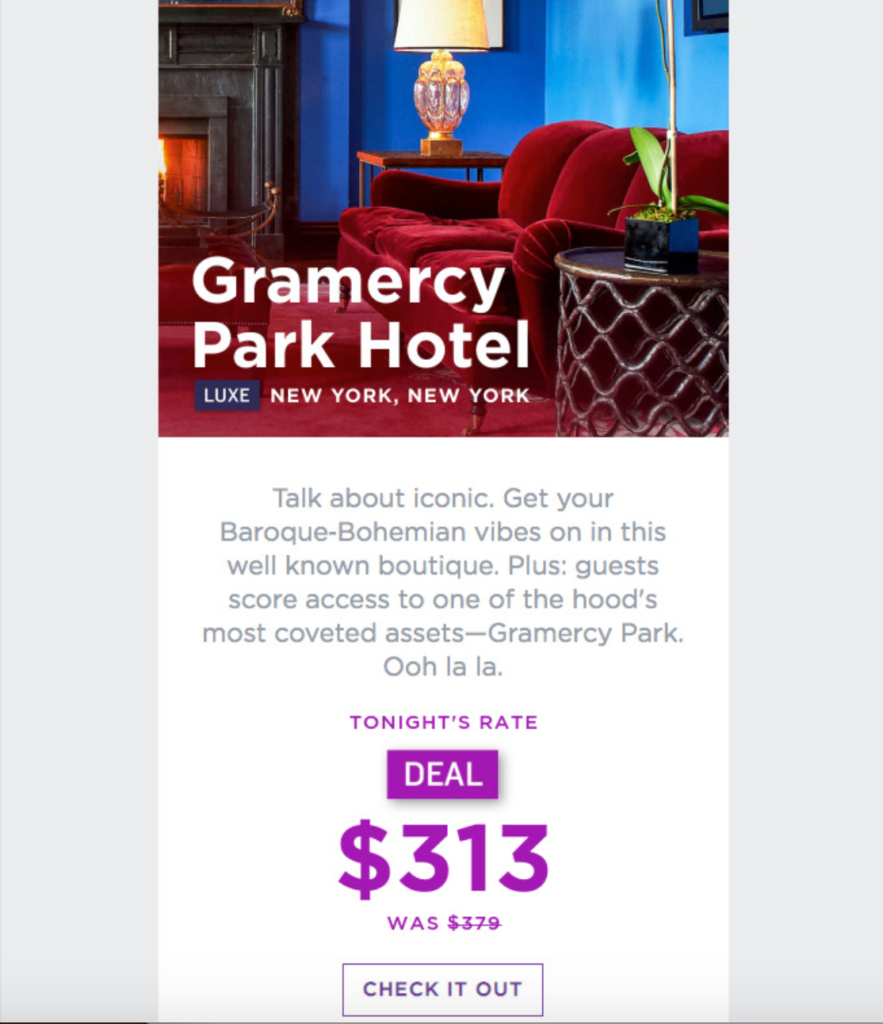 Gramercy
Park Hotel
LUXE NEW YORK, NEW YORK
Talk about iconic. Get your
Baroque-Bohemian vibes on in this
well known boutique. Plus: guests
score access to one of the hood's
most coveted assets—Gramercy Park.
Ooh la la.
TONIGHT'S RATE
DEAL
$313
WAS $379
CHECK IT OUT